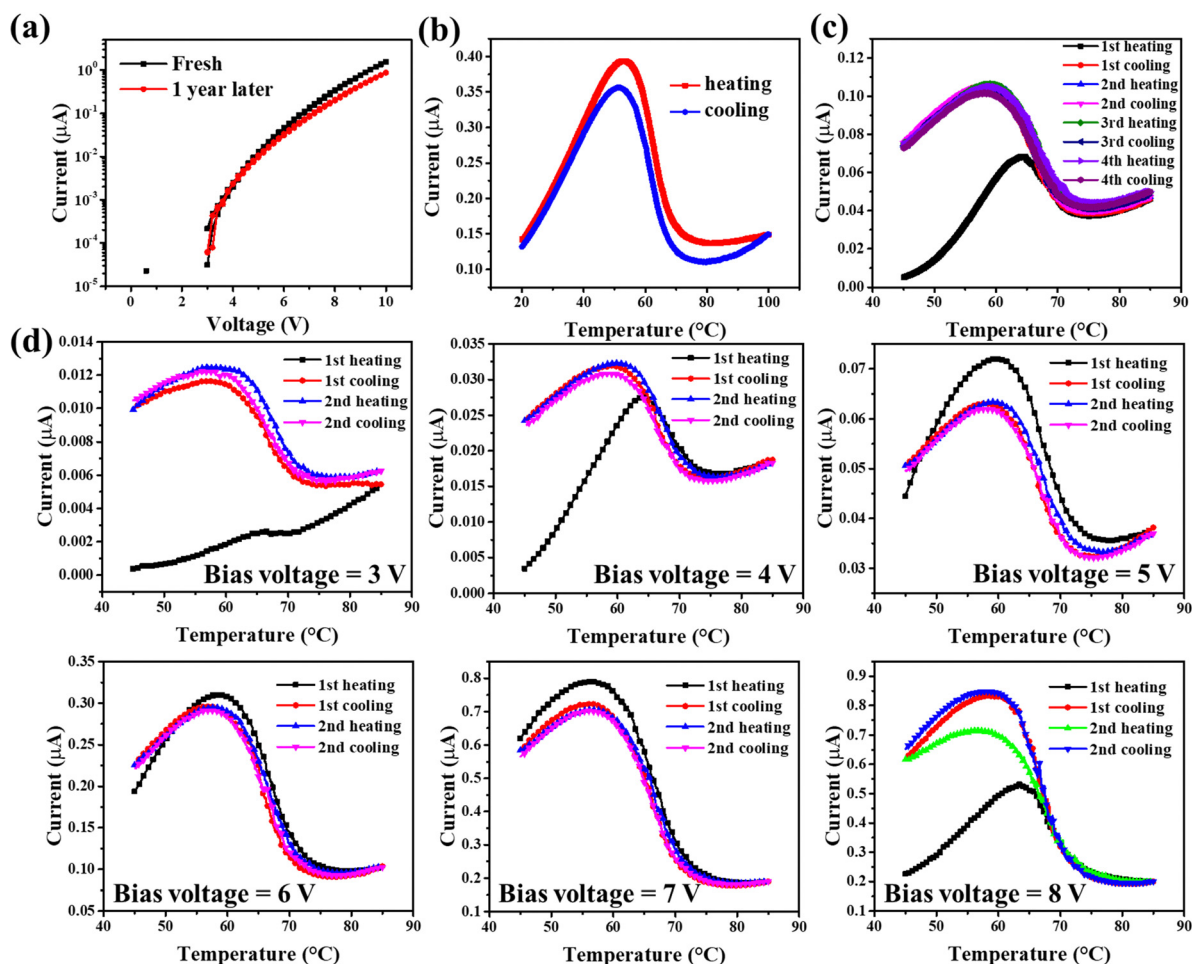 (a)
Fresh
1 year later
Current (μA)
10⁰
10⁻¹
10⁻²
10⁻³
10⁻⁴
10⁻⁵
0 2 4 6 8 10
Voltage (V)
(b)
heating
cooling
Current (μA)
0.40
0.35
0.30
0.25
0.20
0.15
0.10
20 40 60 80 100
Temperature (°C)
(c)
1st heating
1st cooling
2nd heating
2nd cooling
3rd heating
3rd cooling
4th heating
4th cooling
Current (μA)
0.14
0.12
0.10
0.08
0.06
0.04
0.02
0.00
40 50 60 70 80 90
Temperature (°C)
(d)
1st heating
1st cooling
2nd heating
2nd cooling
Current (μA)
0.014
0.012
0.010
0.008
0.006
0.004
0.002
0.000
Bias voltage = 3 V
40 50 60 70 80 90
Temperature (°C)
1st heating
1st cooling
2nd heating
2nd cooling
Current (μA)
0.035
0.030
0.025
0.020
0.015
0.010
0.005
0.000
Bias voltage = 4 V
40 50 60 70 80 90
Temperature (°C)
1st heating
1st cooling
2nd heating
2nd cooling
Current (μA)
0.07
0.06
0.05
0.04
0.03
Bias voltage = 5 V
40 50 60 70 80 90
Temperature (°C)
1st heating
1st cooling
2nd heating
2nd cooling
Current (μA)
0.35
0.30
0.25
0.20
0.15
0.10
0.05
Bias voltage = 6 V
40 50 60 70 80 90
Temperature (°C)
1st heating
1st cooling
2nd heating
2nd cooling
Current (μA)
0.8
0.7
0.6
0.5
0.4
0.3
0.2
0.1
Bias voltage = 7 V
40 50 60 70 80 90
Temperature (°C)
1st heating
1st cooling
2nd heating
2nd cooling
Current (μA)
0.9
0.8
0.7
0.6
0.5
0.4
0.3
0.2
0.1
Bias voltage = 8 V
40 50 60 70 80 90
Temperature (°C)